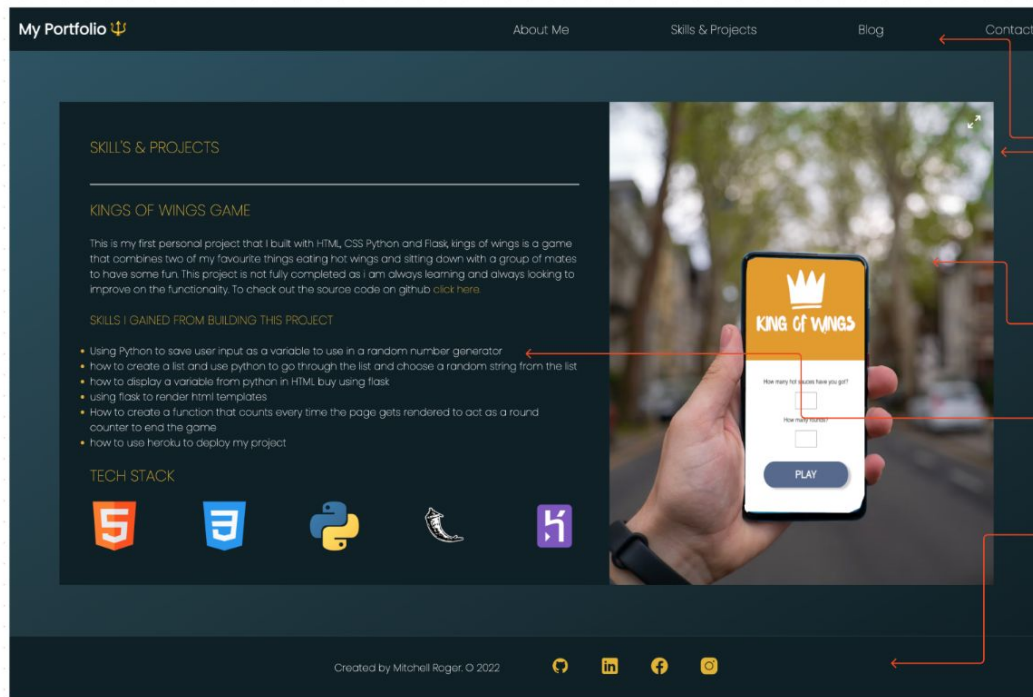 My Portfolio
About Me
Skills & Projects
Blog
Contact
SKILL'S & PROJECTS
KINGS OF WINGS GAME
This is my first personal project that I built with HTML, CSS Python and Flask, kings of wings is a game
that combines two of my favourite things eating hot wings and sitting down with a group of mates
to have some fun. This project is not fully completed as i am always learning and always looking to
improve on the functionality. To check out the source code on github click here.
SKILLS I GAINED FROM BUILDING THIS PROJECT
• Using Python to save user input as a variable to use in a random number generator
• how to create a list and use python to go through the list and choose a random string from the list
• how to display a variable from python in HTML buy using flask
• using flask to render html templates
• How to create a function that counts every time the page gets rendered to act as a round
counter to end the game
• how to use heroku to deploy my project
TECH STACK
KING Of WINGS
How many hot sauces have you got?
How many rounds?
PLAY
Created by Mitchell Roger. © 2022